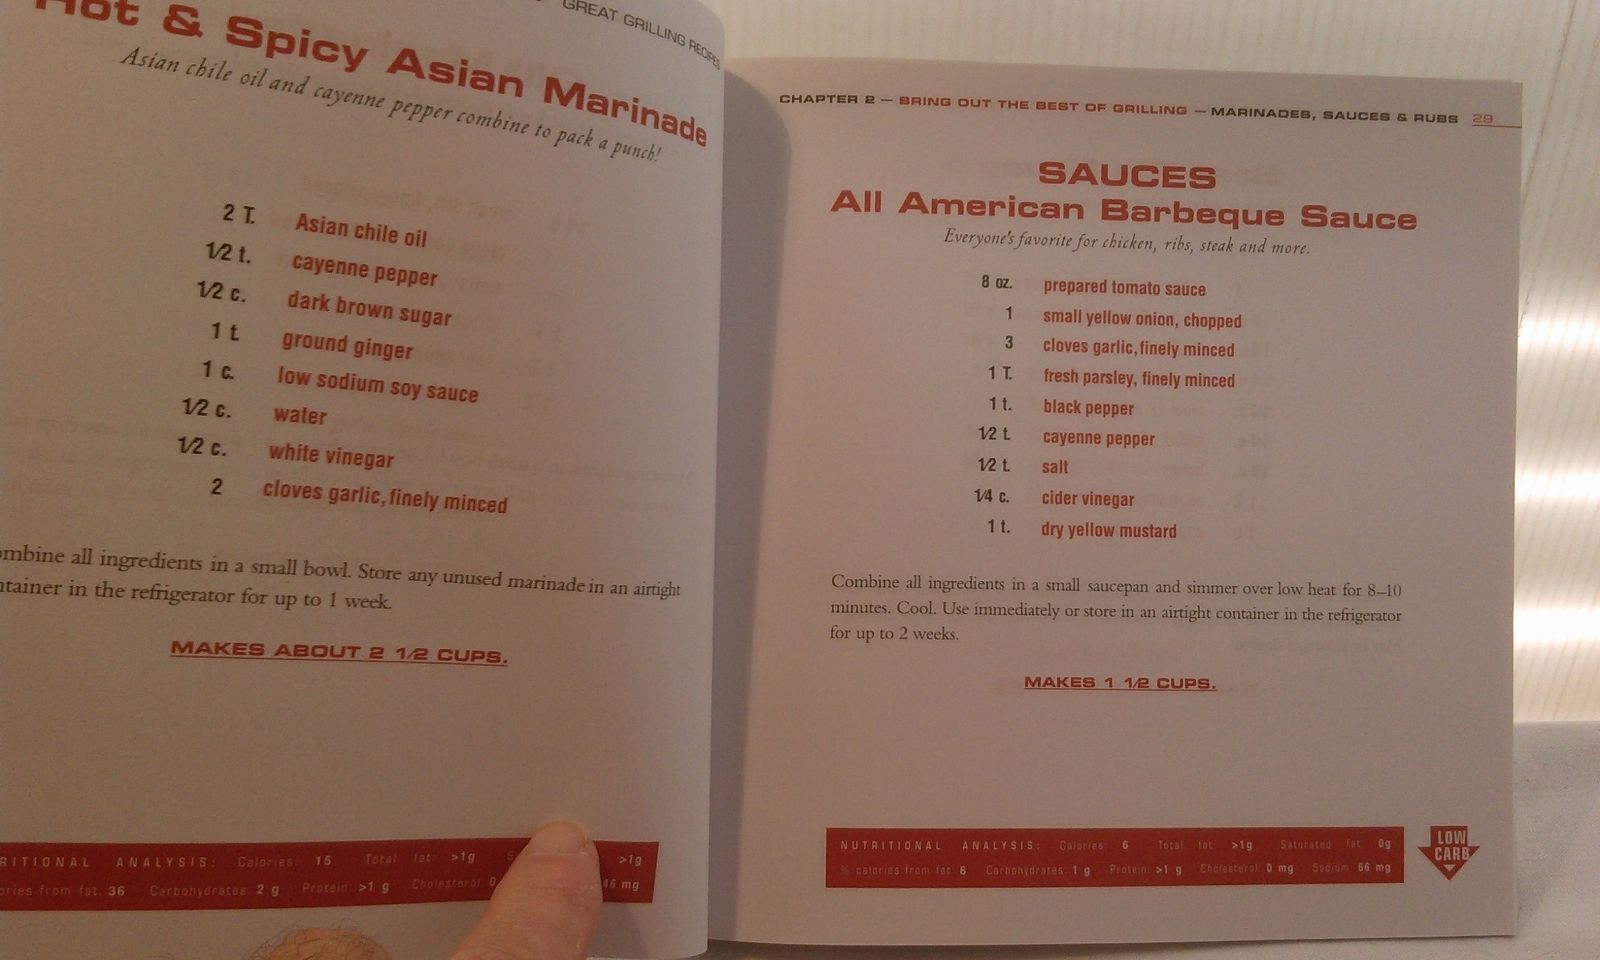 GREAT GRILLING RECIPES
Hot & Spicy Asian Marinade
Asian chile oil and cayenne pepper combine to pack a punch!
2 T. Asian chile oil
1/2 t. cayenne pepper
1/2 c. dark brown sugar
1 t. ground ginger
1 c. low sodium soy sauce
1/2 c. water
1/2 c. white vinegar
2 cloves garlic, finely minced
ombine all ingredients in a small bowl. Store any unused marinade in an airtight
ntainer in the refrigerator for up to 1 week.
MAKES ABOUT 2 1/2 CUPS.
RITIONAL ANALYSIS: Calories: 15 Total fat: >1g >1g
ories from fat: 36 Carbohydrates: 2 g Protein: >1 g Cholesterol: 0 46 mg
CHAPTER 2 – BRING OUT THE BEST OF GRILLING – MARINADES, SAUCES & RUBS 29
SAUCES
All American Barbeque Sauce
Everyone's favorite for chicken, ribs, steak and more.
8 oz. prepared tomato sauce
1 small yellow onion, chopped
3 cloves garlic, finely minced
1 T. fresh parsley, finely minced
1 t. black pepper
1/2 t. cayenne pepper
1/2 t. salt
1/4 c. cider vinegar
1 t. dry yellow mustard
Combine all ingredients in a small saucepan and simmer over low heat for 8–10
minutes. Cool. Use immediately or store in an airtight container in the refrigerator
for up to 2 weeks.
MAKES 1 1/2 CUPS.
NUTRITIONAL ANALYSIS: Calories: 6 Total fat: >1g Saturated fat: 0g
% calories from fat: 6 Carbohydrates: 1 g Protein: >1 g Cholesterol: 0 mg Sodium: 66 mg
LOW
CARB